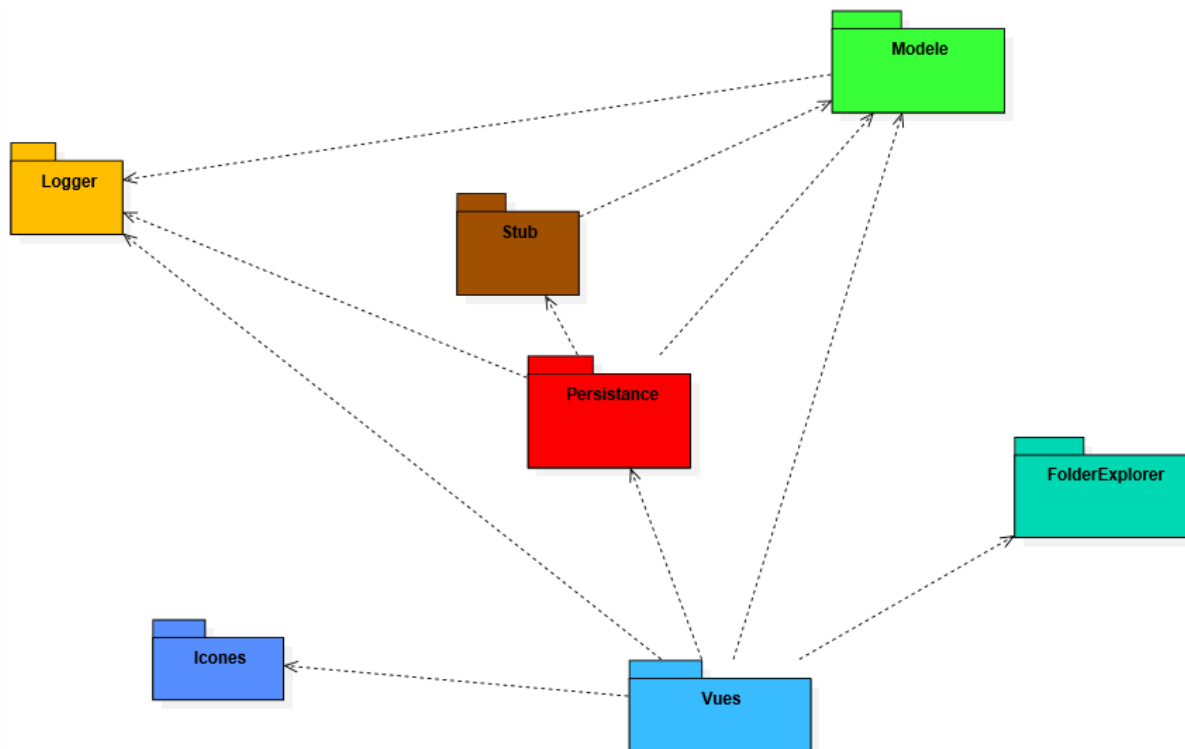 Modele
Logger
Stub
Persistance
FolderExplorer
Icones
Vues